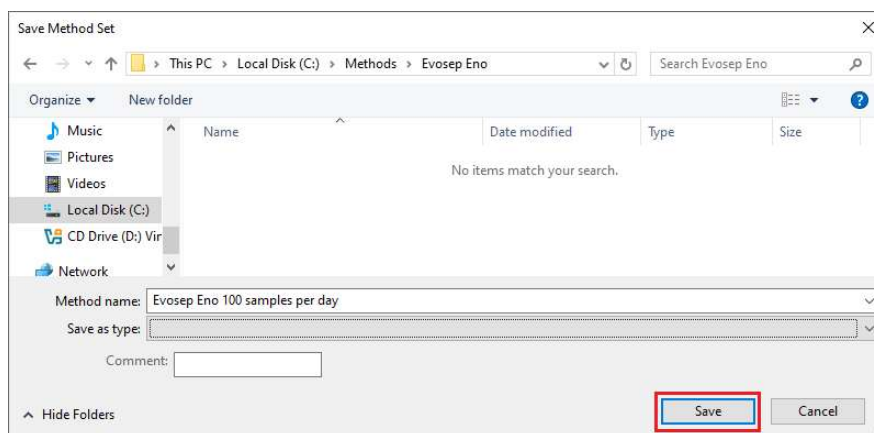 Save Method Set
This PC > Local Disk (C:) > Methods > Evosep Eno
Search Evosep Eno
Organize
New folder
Name
Date modified
Type
Size
Music
Pictures
Videos
Local Disk (C:)
CD Drive (D:) Vir
Network
No items match your search.
Method name: Evosep Eno 100 samples per day
Save as type:
Comment:
Hide Folders
Save
Cancel